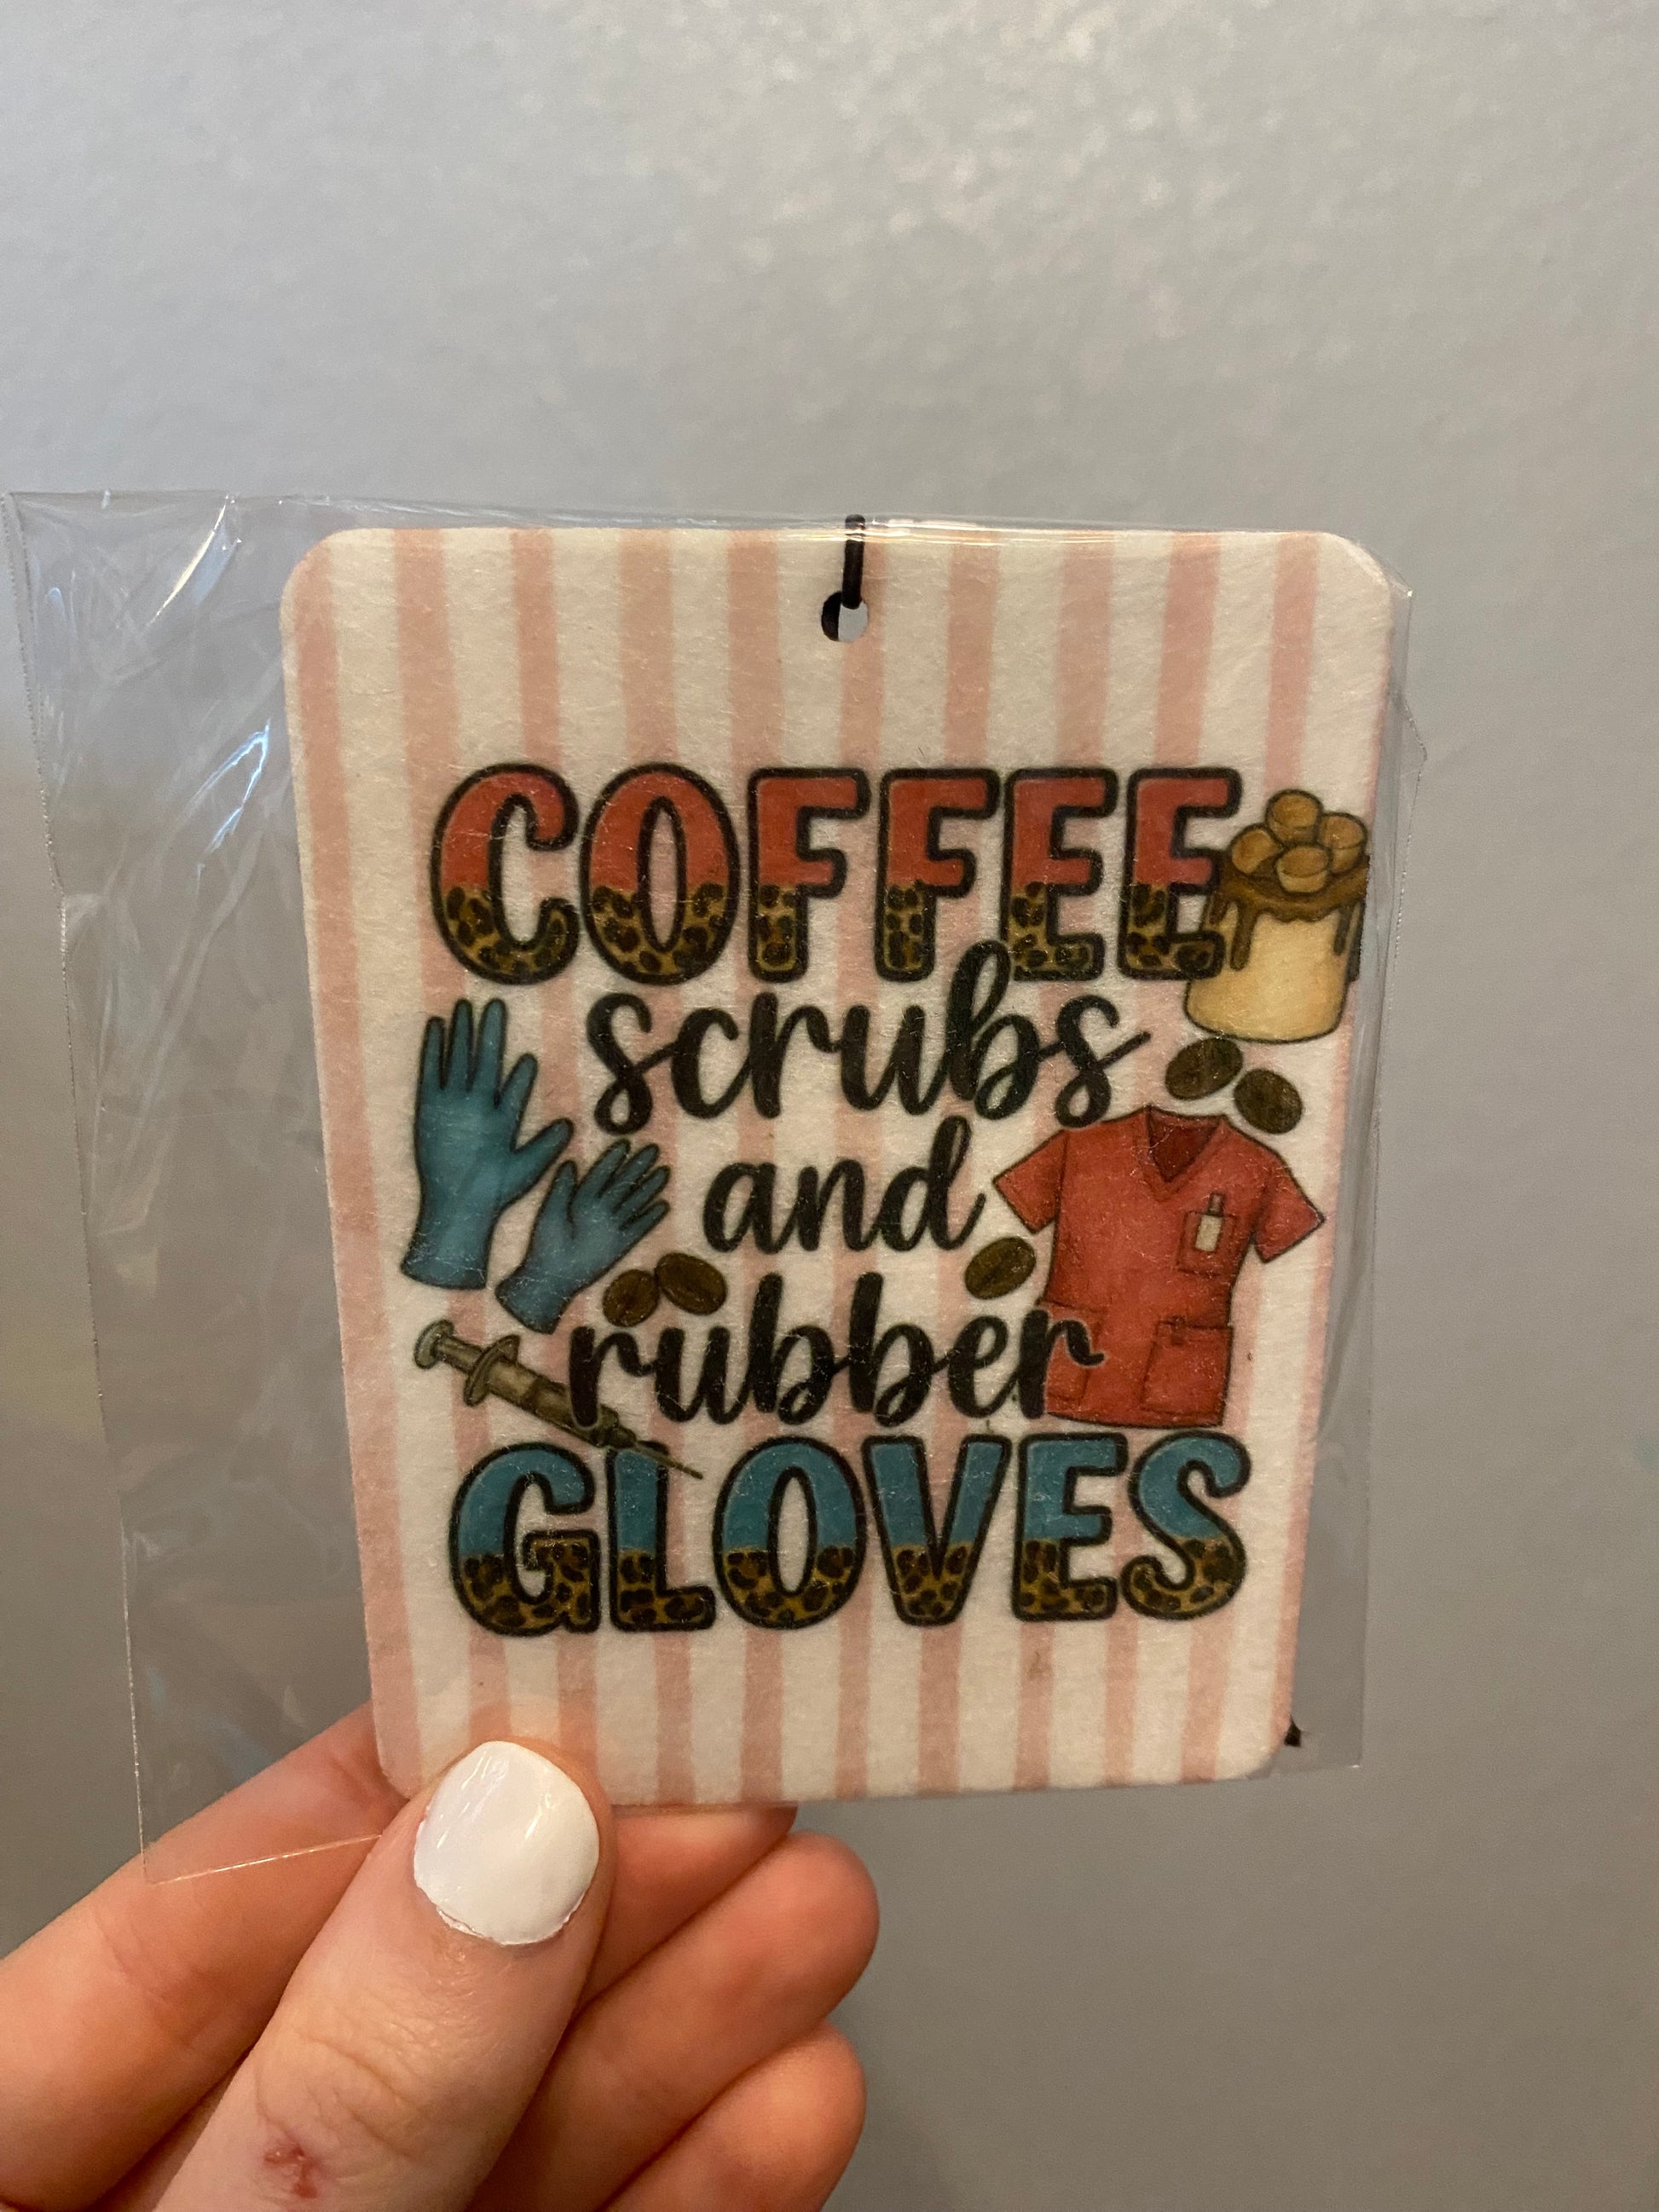 COFFEE
scrubs
and
rubber
GLOVES